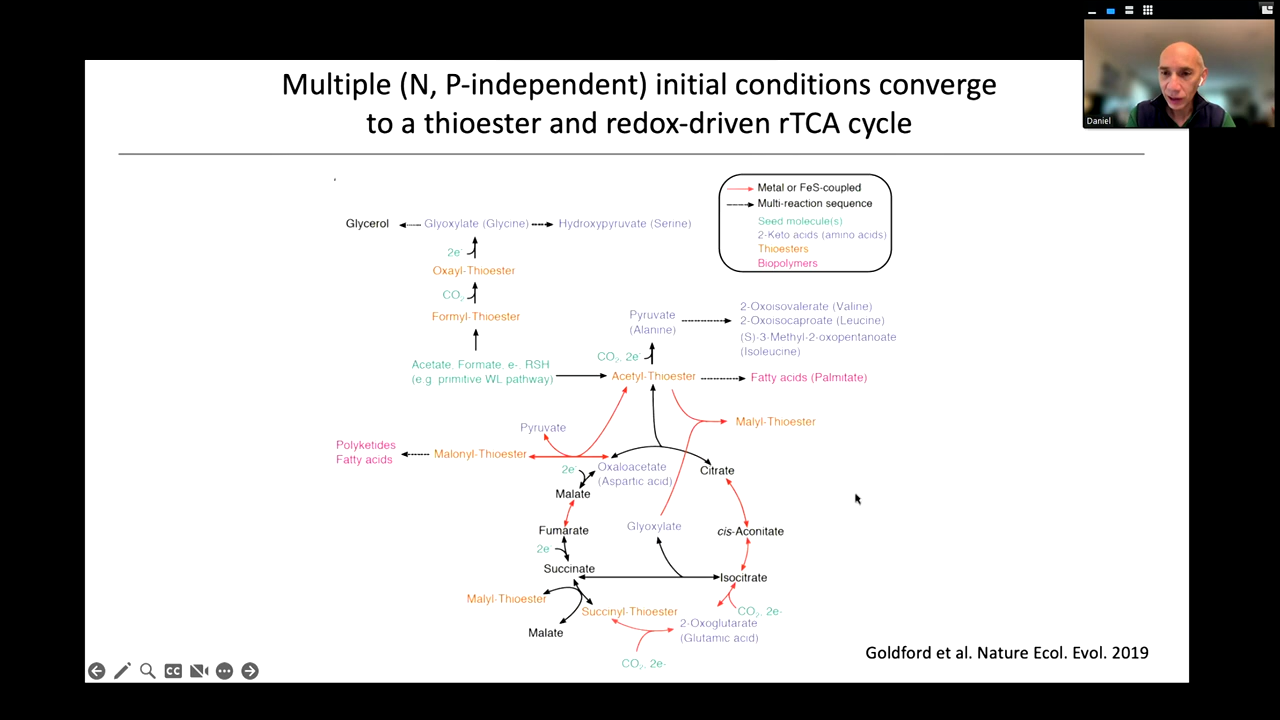 Multiple (N, P-independent) initial conditions converge
to a thioester and redox-driven rTCA cycle
Daniel
Metal or FeS-coupled
Multi-reaction sequence
Seed molecule(s)
2-Keto acids (amino acids)
Thioesters
Biopolymers
Glycerol
Glyoxylate (Glycine)
Hydroxypyruvate (Serine)
2e-
Oxayl-Thioester
CO2
Formyl-Thioester
Acetate, Formate, e-, RSH
(e.g. primitive WL pathway)
Pyruvate
(Alanine)
2-Oxoisovalerate (Valine)
2-Oxoisocaproate (Leucine)
(S)-3-Methyl-2-oxopentanoate
(Isoleucine)
CO2, 2e-
Acetyl-Thioester
Fatty acids (Palmitate)
Malyl-Thioester
Pyruvate
Polyketides
Fatty acids
Malonyl-Thioester
Oxaloacetate
(Aspartic acid)
Citrate
2e-
Malate
Fumarate
Glyoxylate
cis-Aconitate
2e-
Succinate
Isocitrate
Malyl-Thioester
Succinyl-Thioester
CO2, 2e-
2-Oxoglutarate
(Glutamic acid)
Malate
CO2, 2e-
Goldford et al. Nature Ecol. Evol. 2019
CC